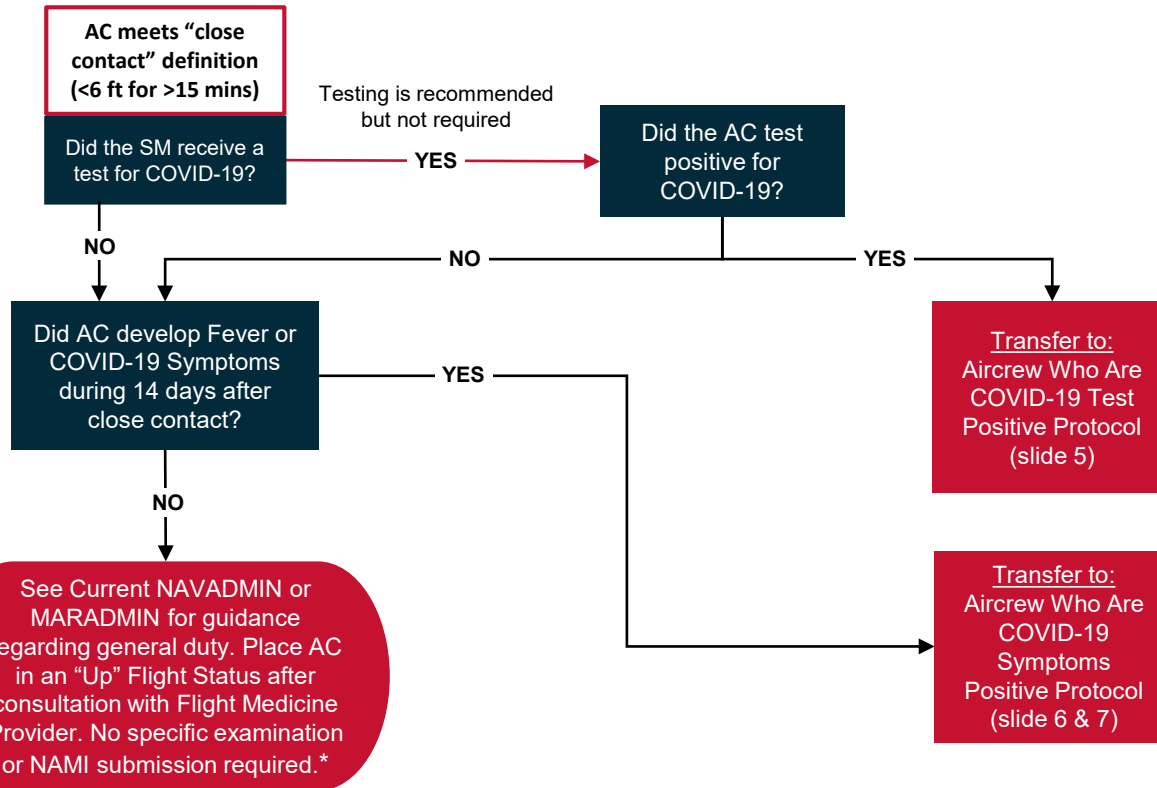 AC meets “close
contact” definition
(<6 ft for >15 mins)
Did the SM receive a
test for COVID-19?
Testing is recommended
but not required
YES
Did the AC test
positive for
COVID-19?
NO
NO
YES
Did AC develop Fever or
COVID-19 Symptoms
during 14 days after
close contact?
YES
Transfer to:
Aircrew Who Are
COVID-19 Test
Positive Protocol
(slide 5)
NO
See Current NAVADMIN or
MARADMIN for guidance
egarding general duty. Place AC
in an “Up” Flight Status after
consultation with Flight Medicine
Provider. No specific examination
or NAMI submission required.*
Transfer to:
Aircrew Who Are
COVID-19
Symptoms
Positive Protocol
(slide 6 & 7)